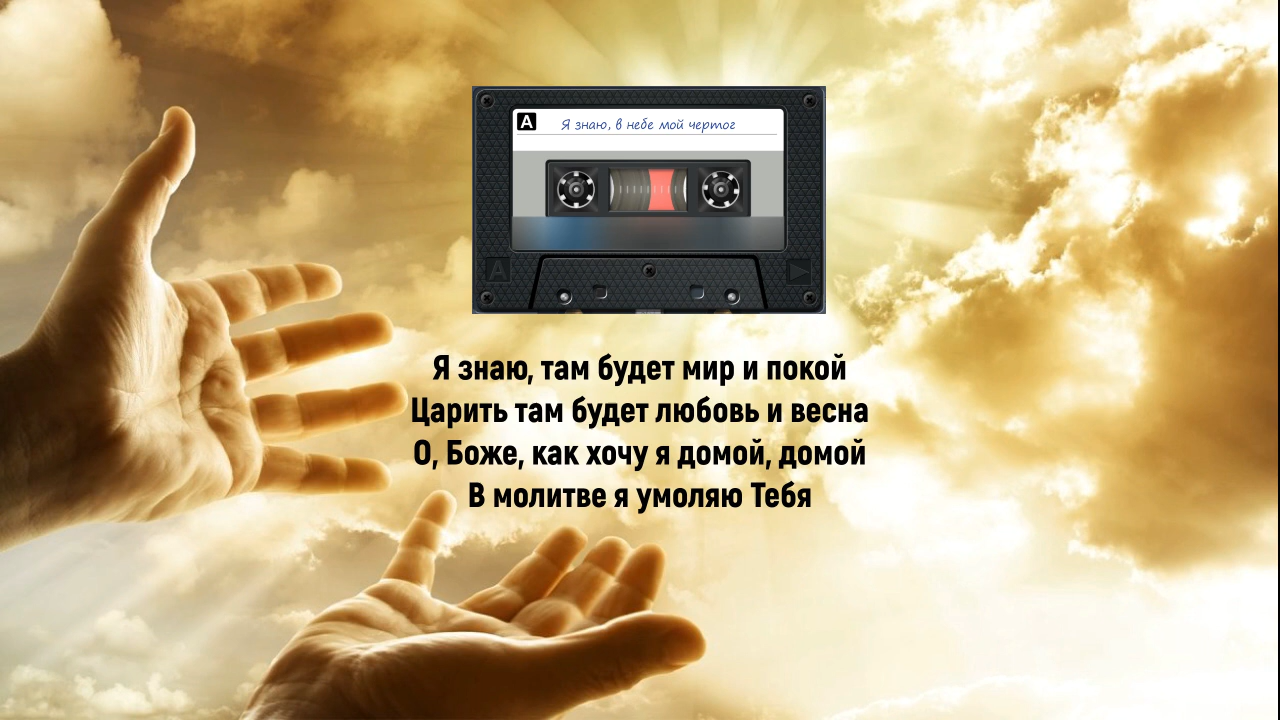 A
Я знаю, в небе мой чертог
A
Я знаю, там будет мир и покой
Царить там будет любовь и весна
О, Боже, как хочу я домой, домой
В молитве я умоляю Тебя